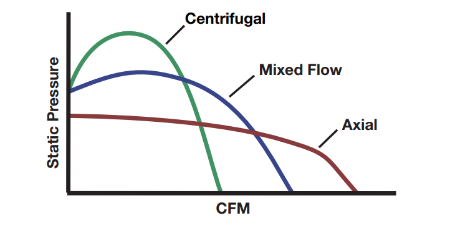 Centrifugal
Mixed Flow
Axial
Static Pressure
CFM